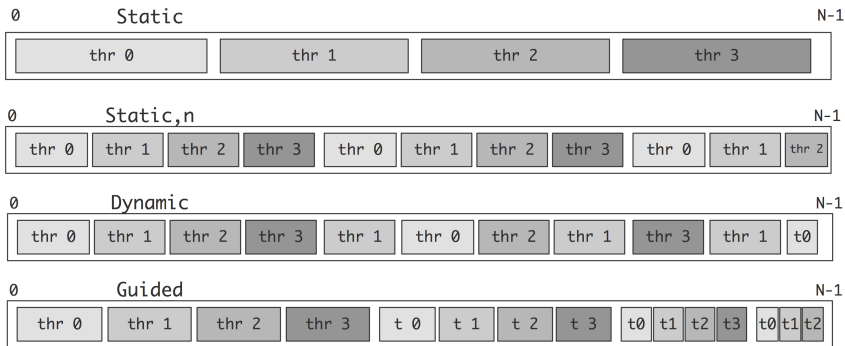 0 Static N-1
thr 0 thr 1 thr 2 thr 3
0 Static,n N-1
thr 0 thr 1 thr 2 thr 3 thr 0 thr 1 thr 2 thr 3 thr 0 thr 1 thr 2
0 Dynamic N-1
thr 0 thr 1 thr 2 thr 3 thr 1 thr 0 thr 2 thr 1 thr 3 thr 1 t0
0 Guided N-1
thr 0 thr 1 thr 2 thr 3 t 0 t 1 t 2 t 3 t0 t1 t2 t3 t0 t1 t2